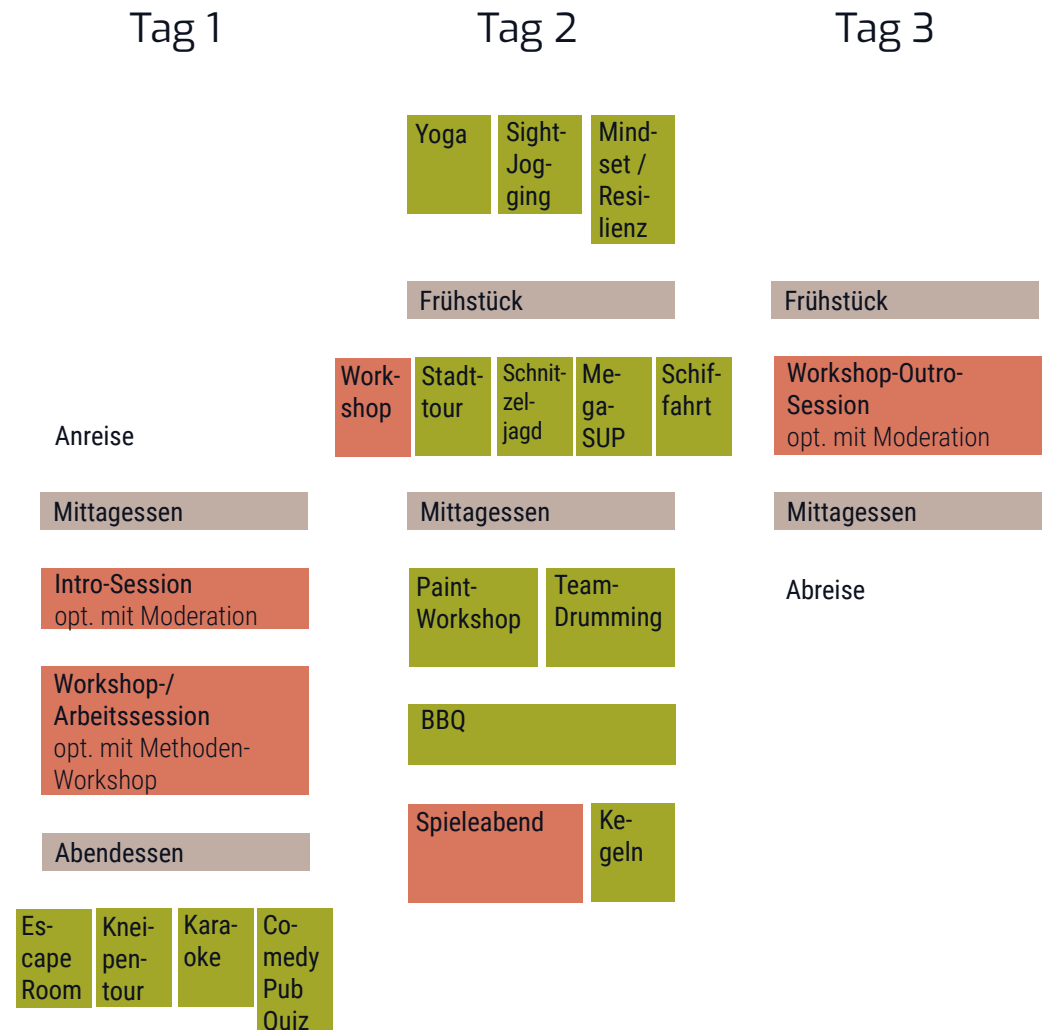 Tag 1
Tag 2
Tag 3
Yoga
Sight-
Jog-
ging
Mind-
set /
Resi-
lienz
Frühstück
Frühstück
Work-
shop
Stadt-
tour
Schnit-
zel-
jagd
Me-
ga-
SUP
Schif-
fahrt
Workshop-Outro-
Session
opt. mit Moderation
Anreise
Mittagessen
Mittagessen
Mittagessen
Intro-Session
opt. mit Moderation
Paint-
Workshop
Team-
Drumming
Abreise
Workshop-/
Arbeitssession
opt. mit Methoden-
Workshop
BBQ
Abendessen
Spieleabend
Ke-
geln
Es-
cape
Room
Knei-
pen-
tour
Kara-
oke
Co-
medy
Pub
Quiz